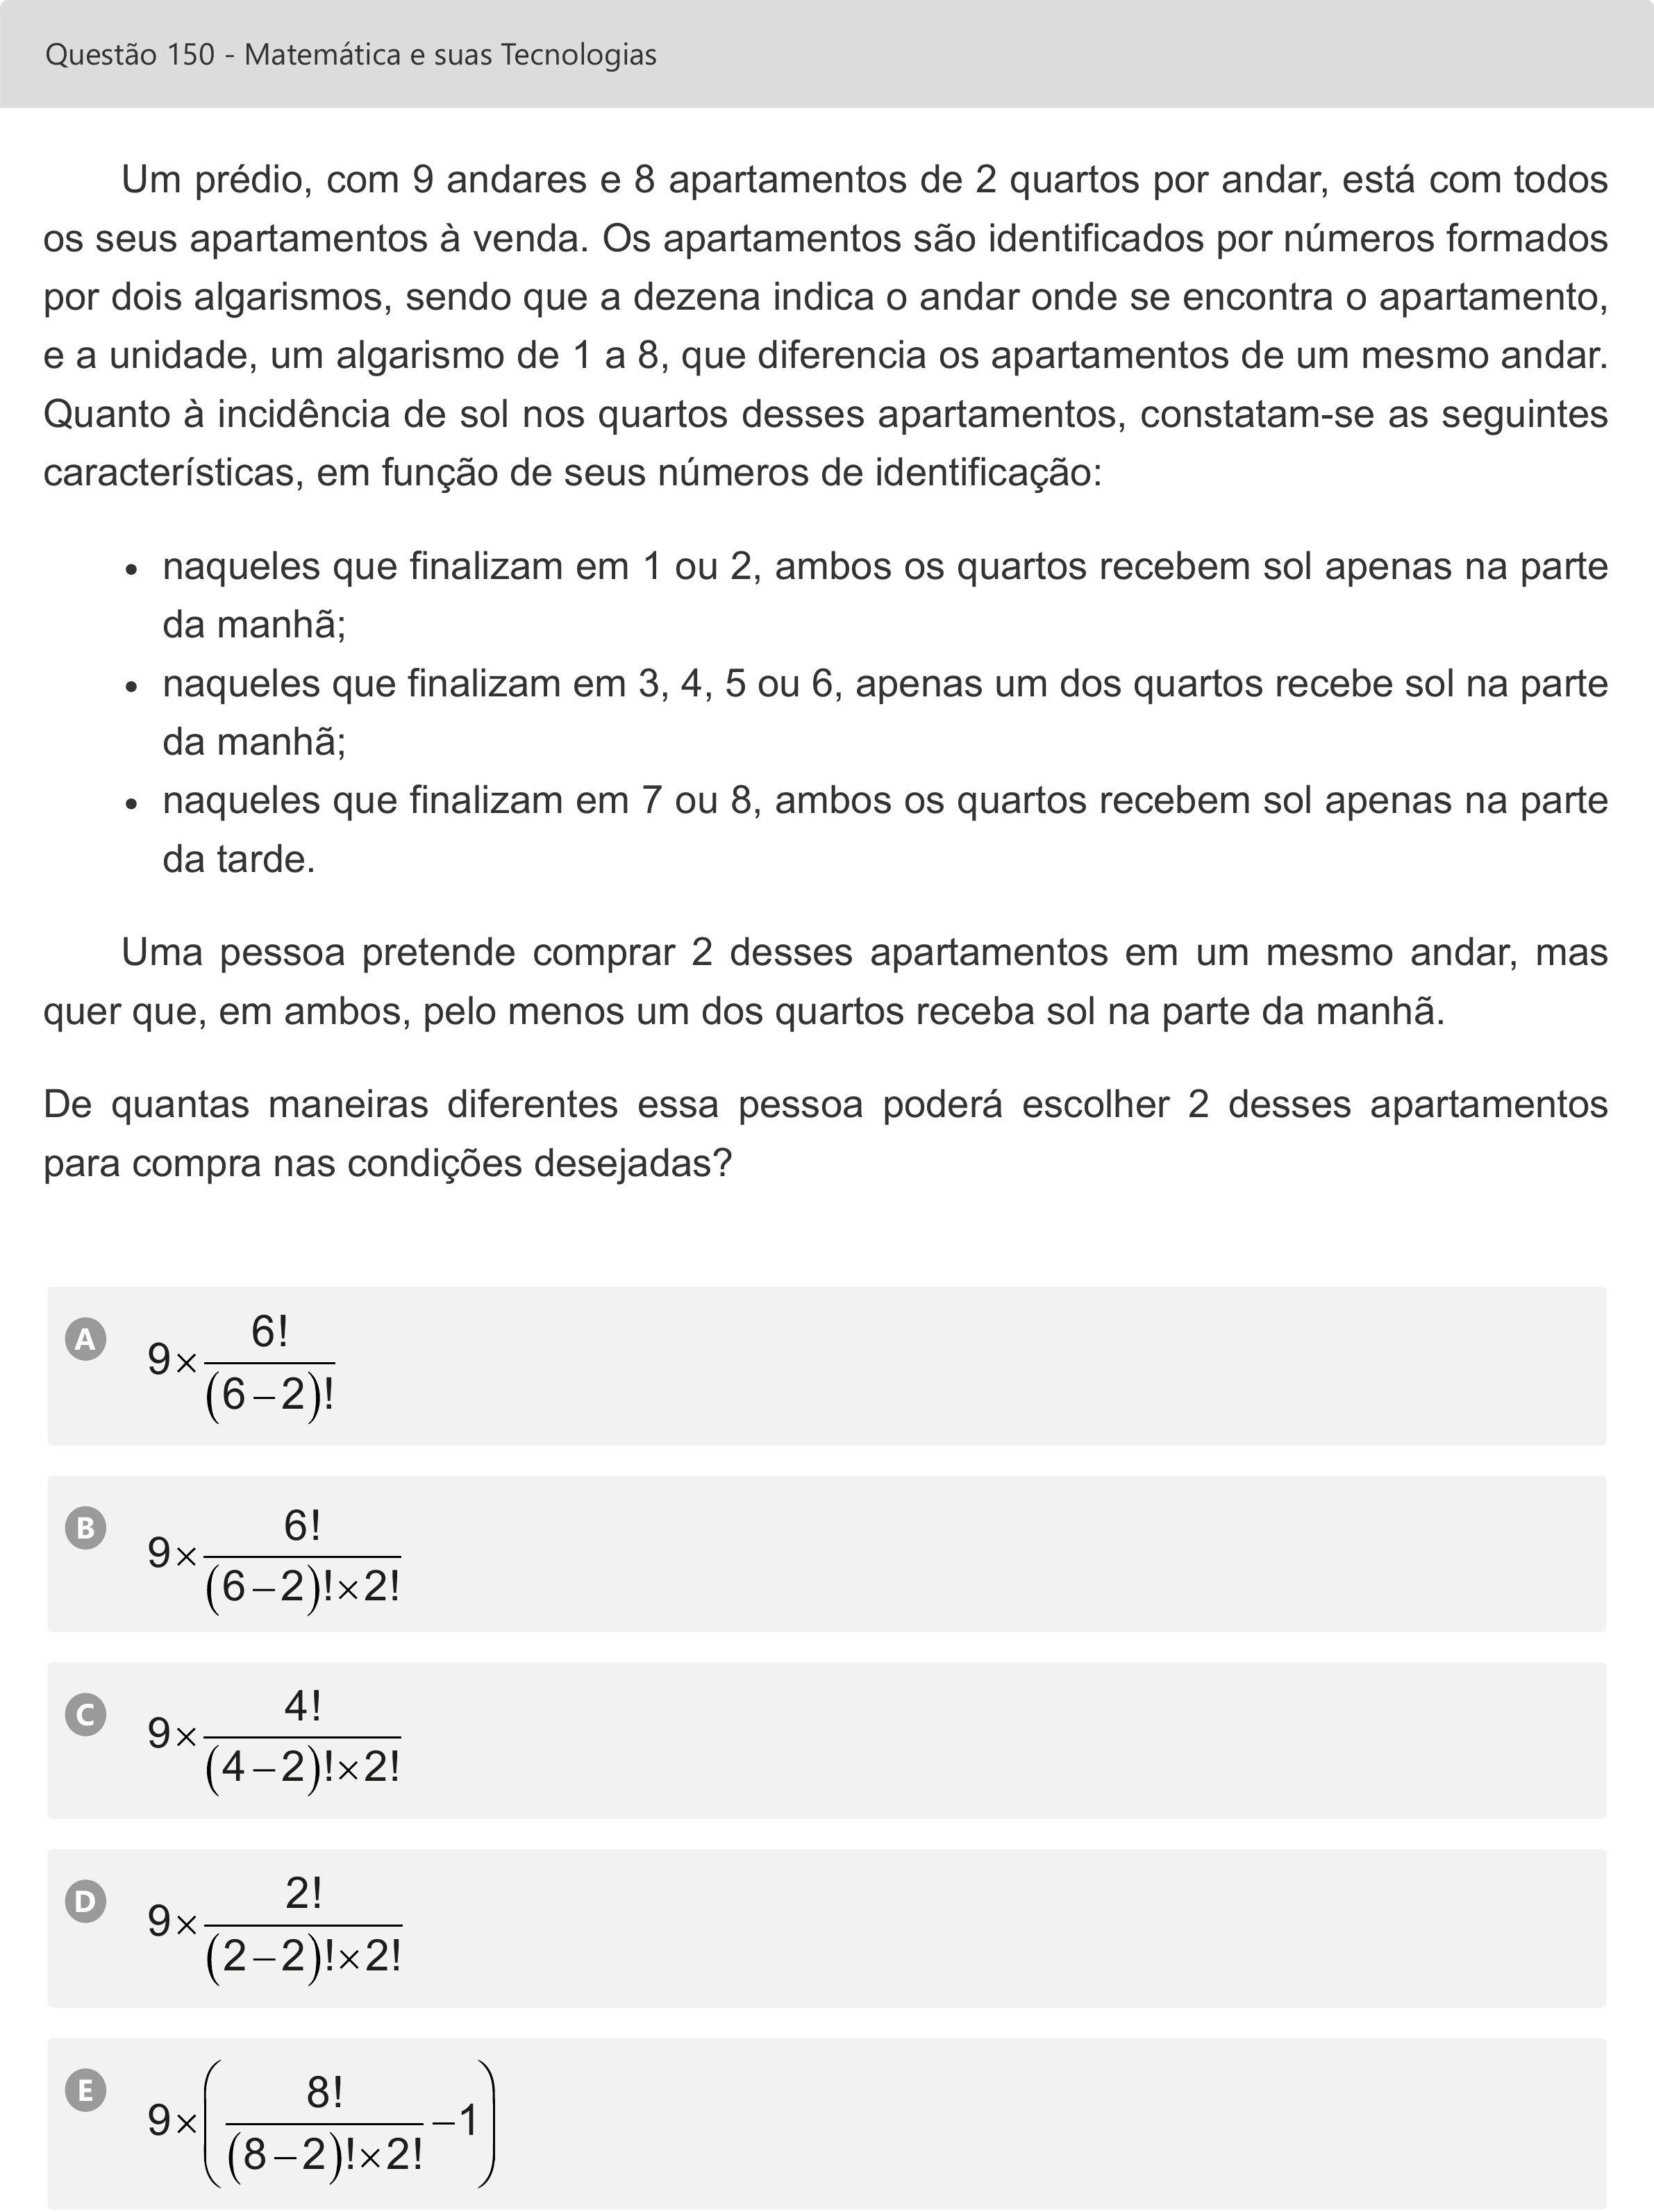 Questão 150 - Matemática e suas Tecnologias
Um prédio, com 9 andares e 8 apartamentos de 2 quartos por andar, está com todos
os seus apartamentos à venda. Os apartamentos são identificados por números formados
por dois algarismos, sendo que a dezena indica o andar onde se encontra o apartamento,
e a unidade, um algarismo de 1 a 8, que diferencia os apartamentos de um mesmo andar.
Quanto à incidência de sol nos quartos desses apartamentos, constatam-se as seguintes
características, em função de seus números de identificação:
• naqueles que finalizam em 1 ou 2, ambos os quartos recebem sol apenas na parte
da manhã;
• naqueles que finalizam em 3, 4, 5 ou 6, apenas um dos quartos recebe sol na parte
da manhã;
• naqueles que finalizam em 7 ou 8, ambos os quartos recebem sol apenas na parte
da tarde.
Uma pessoa pretende comprar 2 desses apartamentos em um mesmo andar, mas
quer que, em ambos, pelo menos um dos quartos receba sol na parte da manhã.
De quantas maneiras diferentes essa pessoa poderá escolher 2 desses apartamentos
para compra nas condições desejadas?
A 9×6!/(6−2)!
B 9×6!/((6−2)!×2!)
C 9×4!/((4−2)!×2!)
D 9×2!/((2−2)!×2!)
E 9×(8!/((8−2)!×2!)−1)